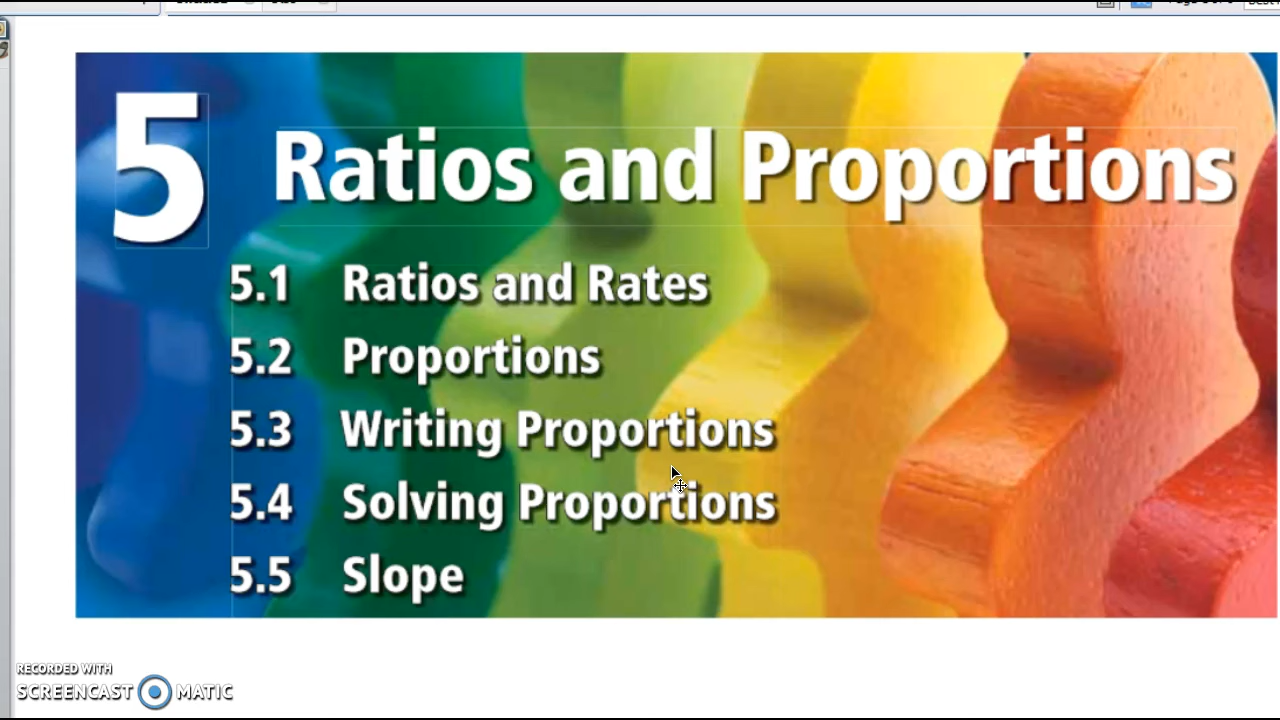 5 Ratios and Proportions
5.1 Ratios and Rates
5.2 Proportions
5.3 Writing Proportions
5.4 Solving Proportions
5.5 Slope
RECORDED WITH
SCREENCAST MATIC